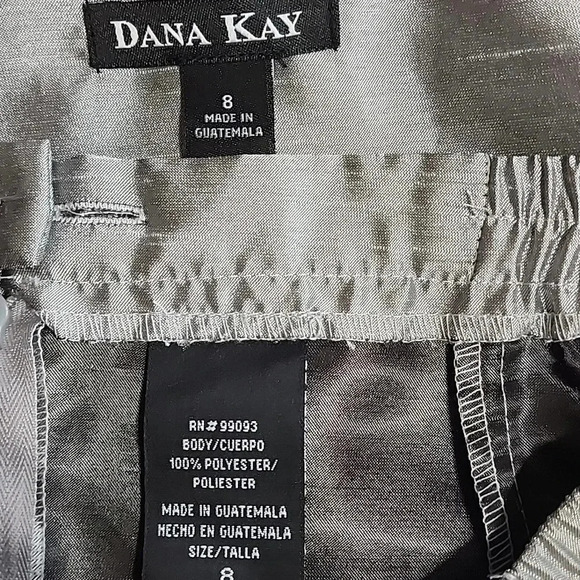 DANA KAY
8
MADE IN
GUATEMALA
RN# 99093
BODY/CUERPO
100% POLYESTER/
POLIESTER
MADE IN GUATEMALA
HECHO EN GUATEMALA
SIZE/TALLA
8